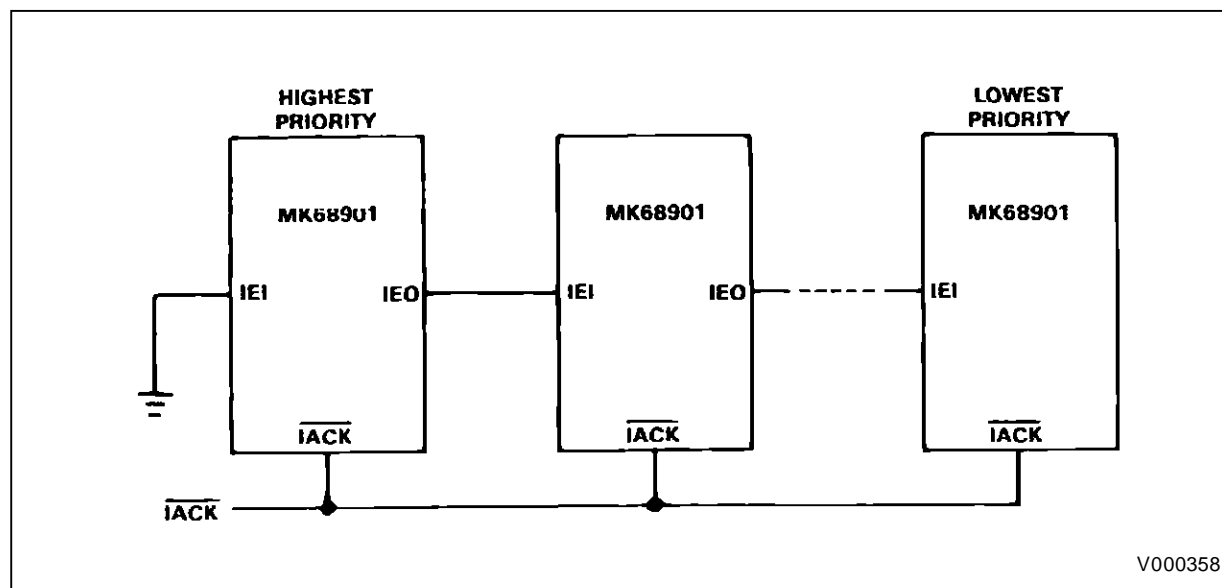 HIGHEST
PRIORITY
LOWEST
PRIORITY
MK68901
MK68901
MK68901
IEI
IEO
IEI
IEO
IEI
IACK
IACK
IACK
IACK
V000358